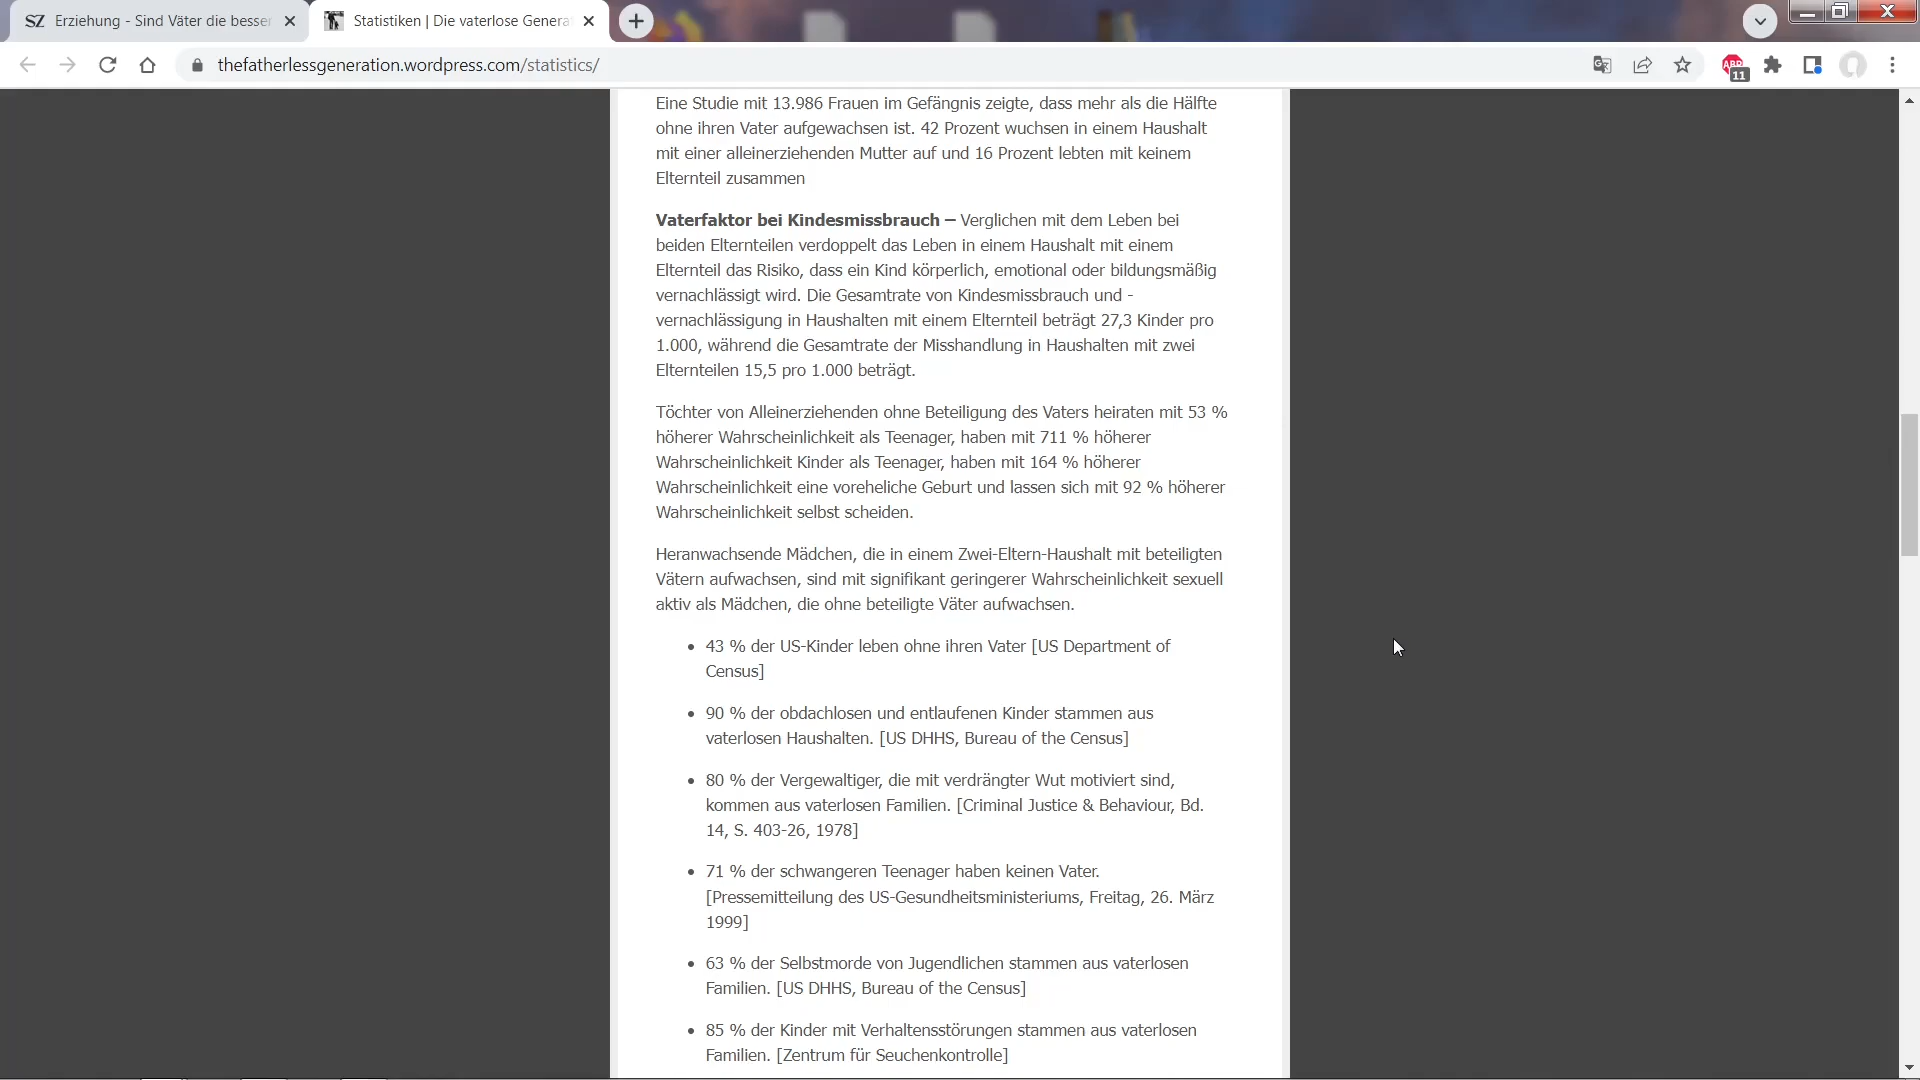 SZ Erziehung - Sind Väter die besser
Statistiken | Die vaterlose Genera
thefatherlessgeneration.wordpress.com/statistics/
ABP
11
Eine Studie mit 13.986 Frauen im Gefängnis zeigte, dass mehr als die Hälfte
ohne ihren Vater aufgewachsen ist. 42 Prozent wuchsen in einem Haushalt
mit einer alleinerziehenden Mutter auf und 16 Prozent lebten mit keinem
Elternteil zusammen
Vaterfaktor bei Kindesmissbrauch – Verglichen mit dem Leben bei
beiden Elternteilen verdoppelt das Leben in einem Haushalt mit einem
Elternteil das Risiko, dass ein Kind körperlich, emotional oder bildungsmäßig
vernachlässigt wird. Die Gesamtrate von Kindesmissbrauch und -
vernachlässigung in Haushalten mit einem Elternteil beträgt 27,3 Kinder pro
1.000, während die Gesamtrate der Misshandlung in Haushalten mit zwei
Elternteilen 15,5 pro 1.000 beträgt.
Töchter von Alleinerziehenden ohne Beteiligung des Vaters heiraten mit 53 %
höherer Wahrscheinlichkeit als Teenager, haben mit 711 % höherer
Wahrscheinlichkeit Kinder als Teenager, haben mit 164 % höherer
Wahrscheinlichkeit eine voreheliche Geburt und lassen sich mit 92 % höherer
Wahrscheinlichkeit selbst scheiden.
Heranwachsende Mädchen, die in einem Zwei-Eltern-Haushalt mit beteiligten
Vätern aufwachsen, sind mit signifikant geringerer Wahrscheinlichkeit sexuell
aktiv als Mädchen, die ohne beteiligte Väter aufwachsen.
• 43 % der US-Kinder leben ohne ihren Vater [US Department of
Census]
• 90 % der obdachlosen und entlaufenen Kinder stammen aus
vaterlosen Haushalten. [US DHHS, Bureau of the Census]
• 80 % der Vergewaltiger, die mit verdrängter Wut motiviert sind,
kommen aus vaterlosen Familien. [Criminal Justice & Behaviour, Bd.
14, S. 403-26, 1978]
• 71 % der schwangeren Teenager haben keinen Vater.
[Pressemitteilung des US-Gesundheitsministeriums, Freitag, 26. März
1999]
• 63 % der Selbstmorde von Jugendlichen stammen aus vaterlosen
Familien. [US DHHS, Bureau of the Census]
• 85 % der Kinder mit Verhaltensstörungen stammen aus vaterlosen
Familien. [Zentrum für Seuchenkontrolle]